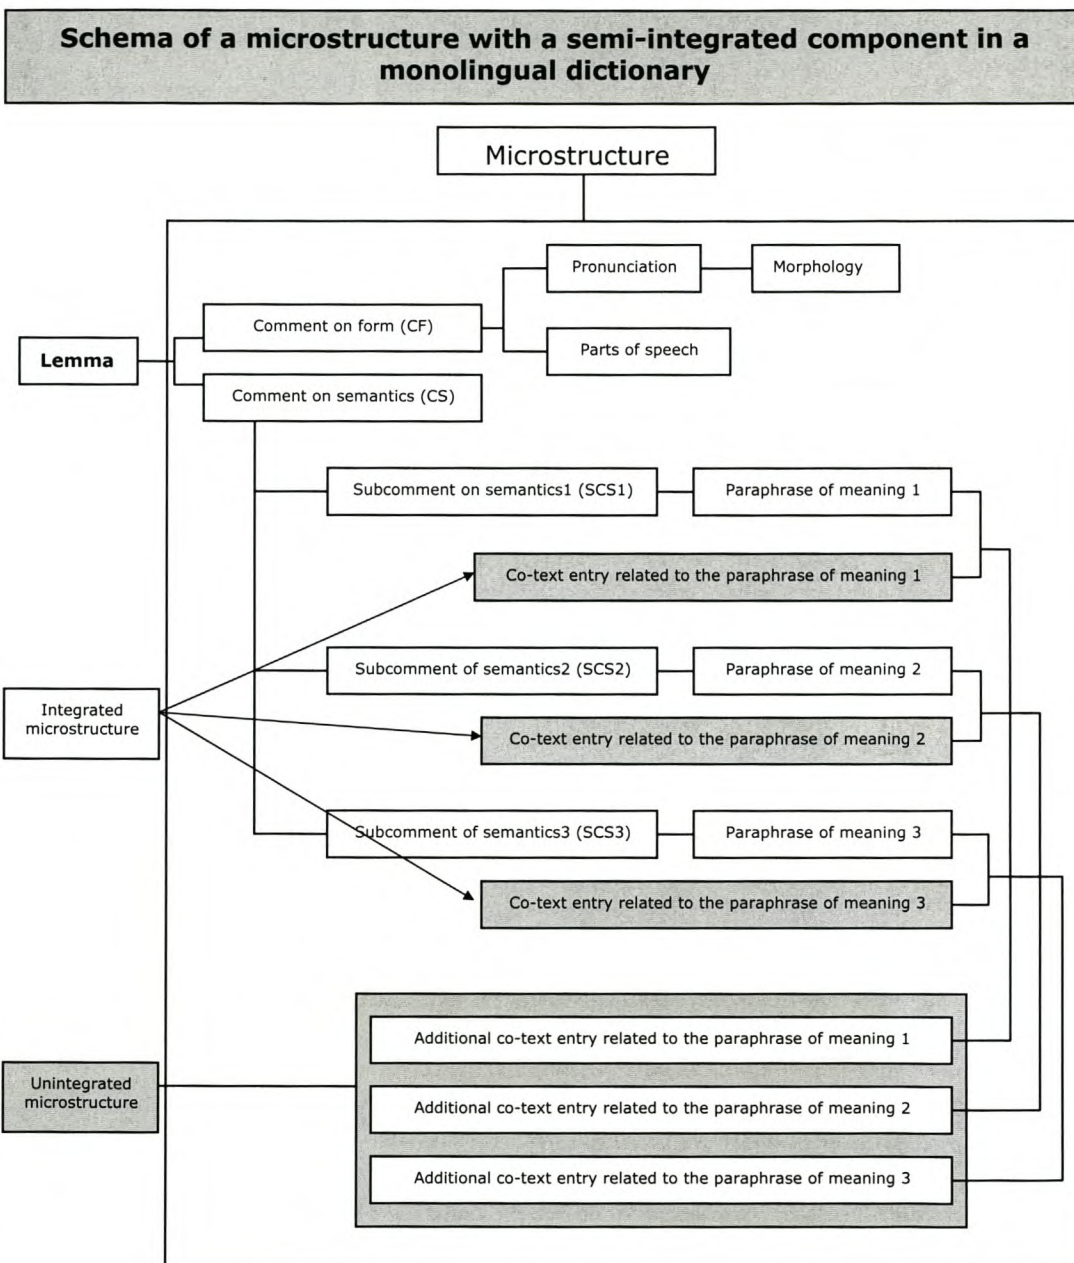 Schema of a microstructure with a semi-integrated component in a
monolingual dictionary
Microstructure
Pronunciation
Morphology
Comment on form (CF)
Parts of speech
Lemma
Comment on semantics (CS)
Subcomment on semantics1 (SCS1)
Paraphrase of meaning 1
Co-text entry related to the paraphrase of meaning 1
Subcomment of semantics2 (SCS2)
Paraphrase of meaning 2
Integrated
microstructure
Co-text entry related to the paraphrase of meaning 2
Subcomment of semantics3 (SCS3)
Paraphrase of meaning 3
Co-text entry related to the paraphrase of meaning 3
Additional co-text entry related to the paraphrase of meaning 1
Unintegrated
microstructure
Additional co-text entry related to the paraphrase of meaning 2
Additional co-text entry related to the paraphrase of meaning 3